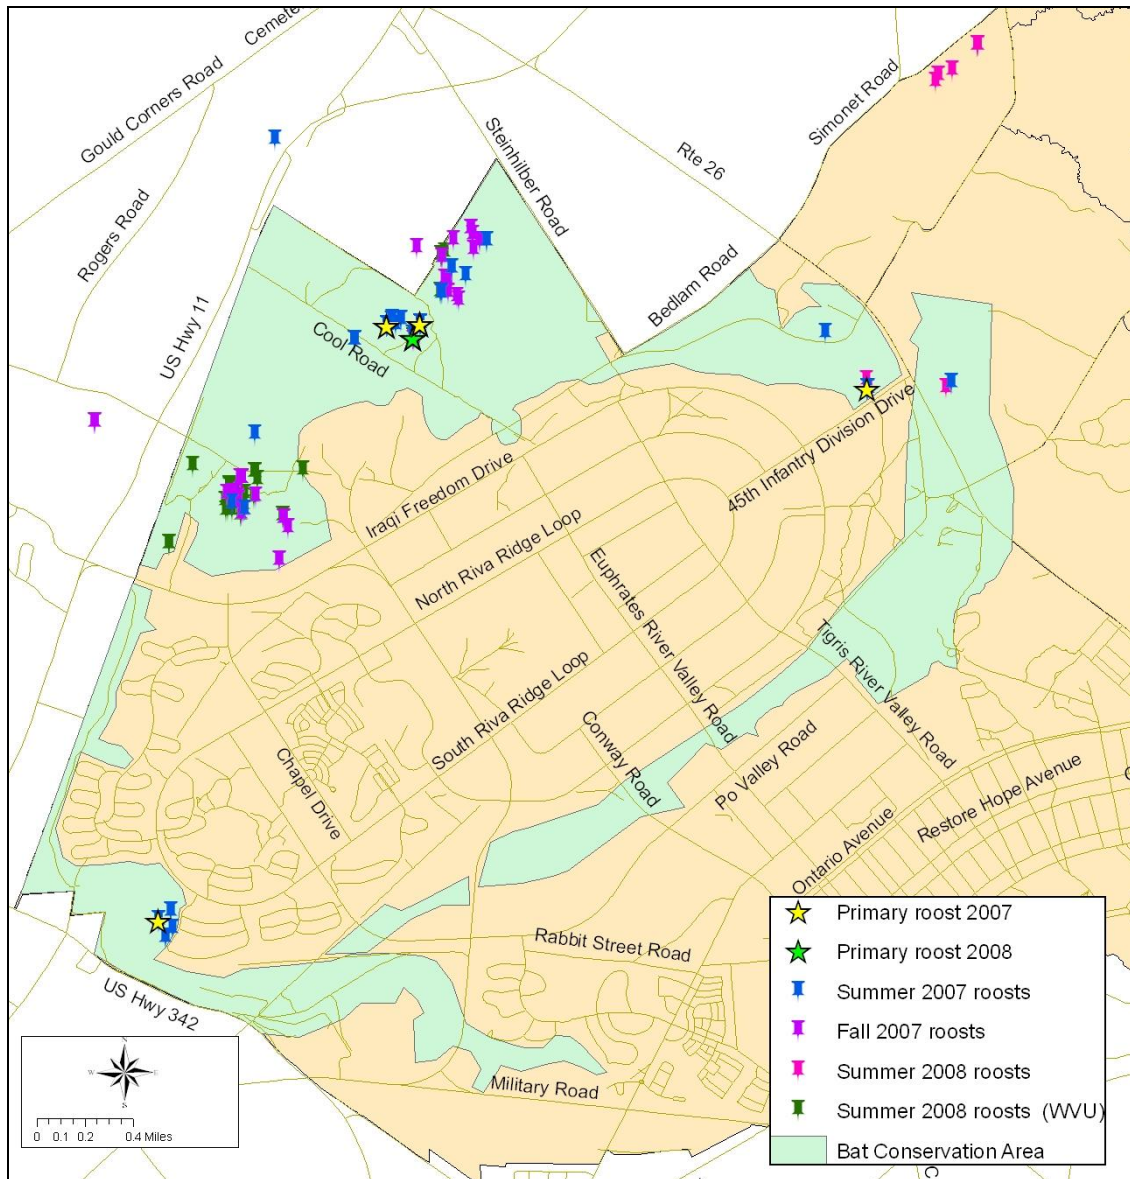 Gould Corners Road
Cemete
Rogers Road
US Hwy 11
Steinhilber Road
Rte 26
Simonet Road
Bedlam Road
Cool Road
Iraqi Freedom Drive
45th Infantry Division Drive
North Riva Ridge Loop
Euphrates River Valley Road
Tigris River Valley Road
South Riva Ridge Loop
Conway Road
Po Valley Road
Chapel Drive
Restore Hope Avenue
Ontario Avenue
Rabbit Street Road
US Hwy 342
Military Road
N
W E
S
0 0.1 0.2 0.4 Miles
Primary roost 2007
Primary roost 2008
Summer 2007 roosts
Fall 2007 roosts
Summer 2008 roosts
Summer 2008 roosts (WVU)
Bat Conservation Area
C